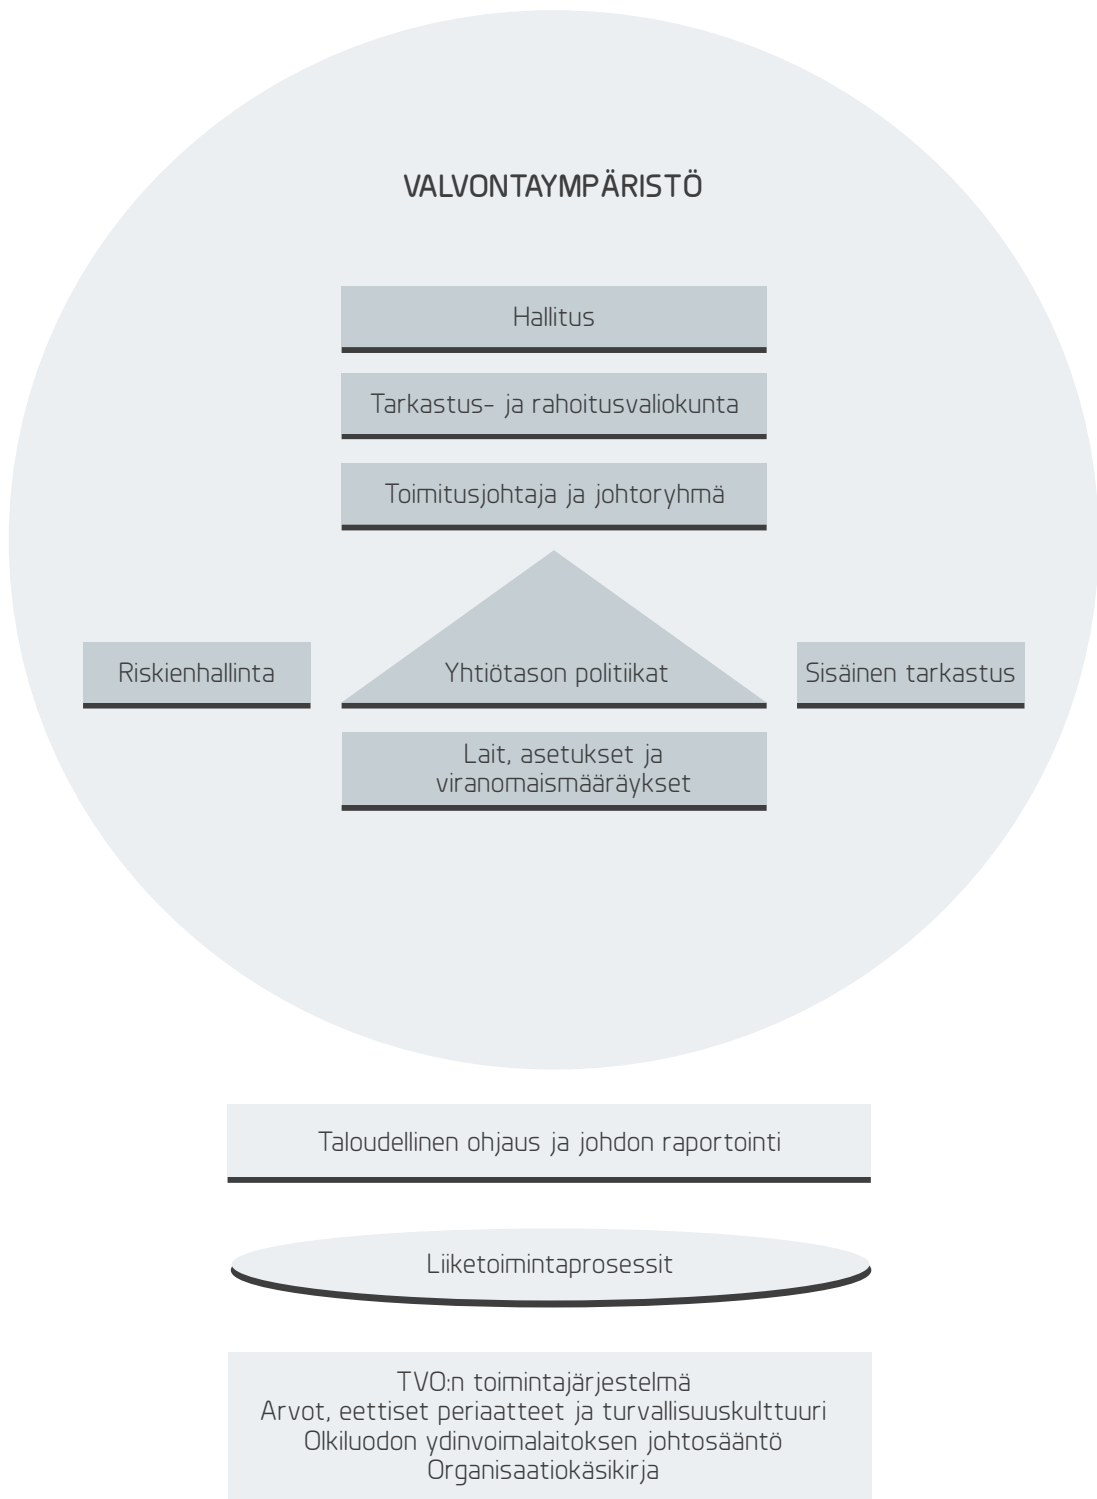 VALVONTAYMPÄRISTÖ
Hallitus
Tarkastus- ja rahoitusvaliokunta
Toimitusjohtaja ja johtoryhmä
Riskienhallinta
Yhtiötason politiikat
Sisäinen tarkastus
Lait, asetukset ja
viranomaismääräykset
Taloudellinen ohjaus ja johdon raportointi
Liiketoimintaprosessit
TVO:n toimintajärjestelmä
Arvot, eettiset periaatteet ja turvallisuuskulttuuri
Olkiluodon ydinvoimalaitoksen johtosääntö
Organisaatiokäsikirja